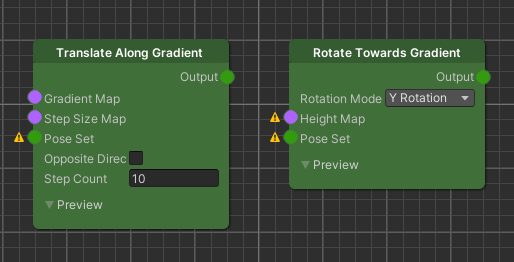 Translate Along Gradient
Output
Gradient Map
Step Size Map
Pose Set
Opposite Direc
Step Count 10
Preview
Rotate Towards Gradient
Output
Rotation Mode Y Rotation
Height Map
Pose Set
Preview